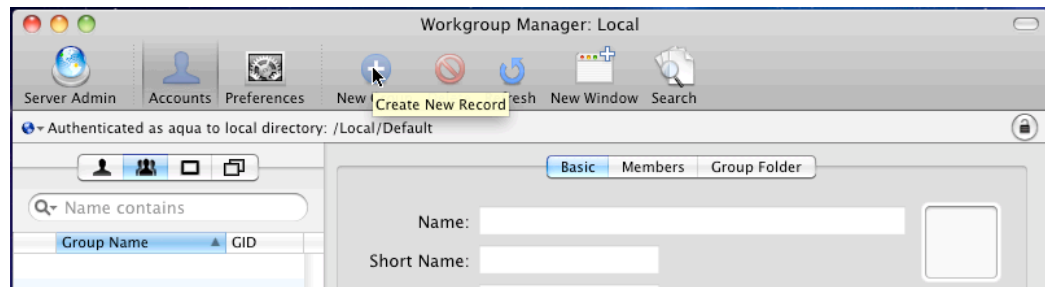 Workgroup Manager: Local
Server Admin Accounts Preferences New resh New Window Search
Create New Record
Authenticated as aqua to local directory: /Local/Default
Basic Members Group Folder
Name contains
Name:
Group Name GID
Short Name: